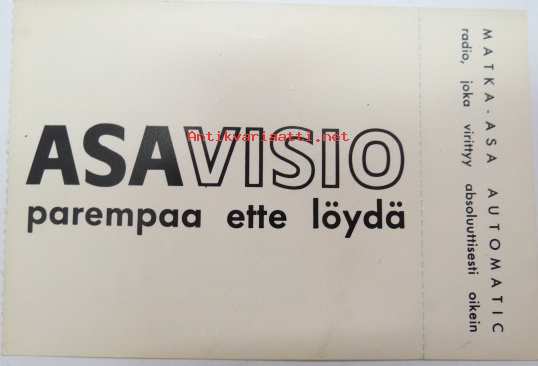 ASAVISIO
parempaa ette löydä
MATKA-ASA AUTOMATIC
radio, joka virittyy absoluuttisesti oikein
Antikvariaatti.net